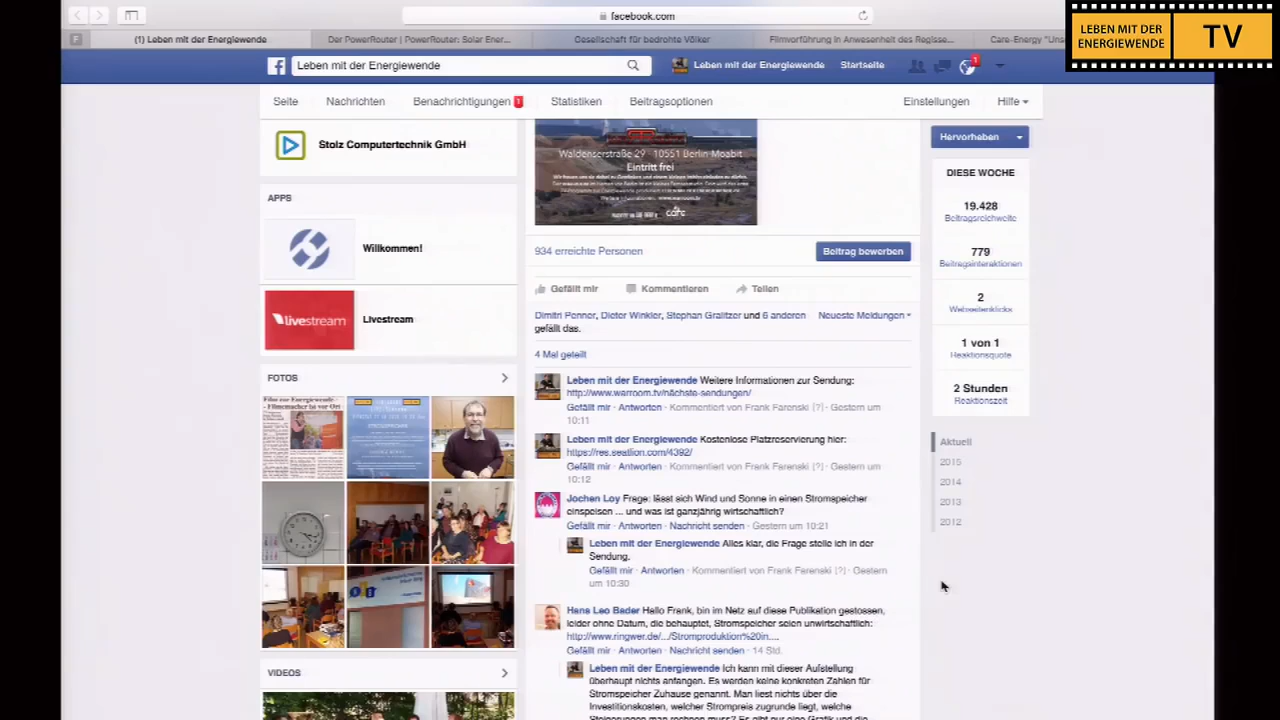 facebook.com
LEBEN MIT DER
ENERGIEWENDE
TV
(1) Leben mit der Energiewende
Der PowerRouter | PowerRouter: Solar Ener...
Gesellschaft für bedrohte Völker
Filmvorführung in Anwesenheit des Regisse...
Care-Energy "Uns
Leben mit der Energiewende
Leben mit der Energiewende
Startseite
1
Seite
Nachrichten
Benachrichtigungen 1
Statistiken
Beitragsoptionen
Einstellungen
Hilfe
Stolz Computertechnik GmbH
APPS
Willkommen!
livestream
Livestream
FOTOS
VIDEOS
Waldenserstraße 29 - 10551 Berlin-Moabit
Eintritt frei
café
934 erreichte Personen
Beitrag bewerben
Gefällt mir
Kommentieren
Teilen
Dimitri Penner, Dieter Winkler, Stephan Gralitzer und 6 anderen
gefällt das.
Neueste Meldungen
4 Mal geteilt
Leben mit der Energiewende Weitere Informationen zur Sendung:
http://www.warroom.tv/nächste-sendungen/
Gefällt mir · Antworten · Kommentiert von Frank Farenski [?] · Gestern um
10:11
Leben mit der Energiewende Kostenlose Platzreservierung hier:
https://res.seatlion.com/4392/
Gefällt mir · Antworten · Kommentiert von Frank Farenski [?] · Gestern um
10:12
Jochen Loy Frage: lässt sich Wind und Sonne in einen Stromspeicher
einspeisen ... und was ist ganzjährig wirtschaftlich?
Gefällt mir · Antworten · Nachricht senden · Gestern um 10:21
Leben mit der Energiewende Alles klar, die Frage stelle ich in der
Sendung.
Gefällt mir · Antworten · Kommentiert von Frank Farenski [?] · Gestern
um 10:30
Hans Leo Bader Hallo Frank, bin im Netz auf diese Publikation gestossen,
leider ohne Datum, die behauptet, Stromspeicher seien unwirtschaftlich:
http://www.ringwer.de/.../Stromproduktion%20in....
Gefällt mir · Antworten · Nachricht senden · 14 Std.
Leben mit der Energiewende Ich kann mit dieser Aufstellung
überhaupt nichts anfangen. Es werden keine konkreten Zahlen für
Stromspeicher Zuhause genannt. Man liest nichts über die
Investitionskosten, welcher Strompreis zugrunde liegt, welche
Hervorheben
DIESE WOCHE
19.428
Beitragsreichweite
779
Beitragsinteraktionen
2
Webseitenklicks
1 von 1
Reaktionsquote
2 Stunden
Reaktionszeit
Aktuell
2015
2014
2013
2012